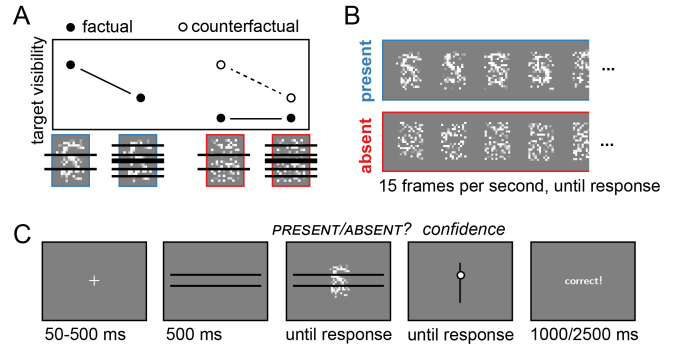 A
factual
counterfactual
target visibility
B
present
...
absent
...
15 frames per second, until response
C
PRESENT/ABSENT? confidence
correct!
50-500 ms
500 ms
until response
until response
1000/2500 ms